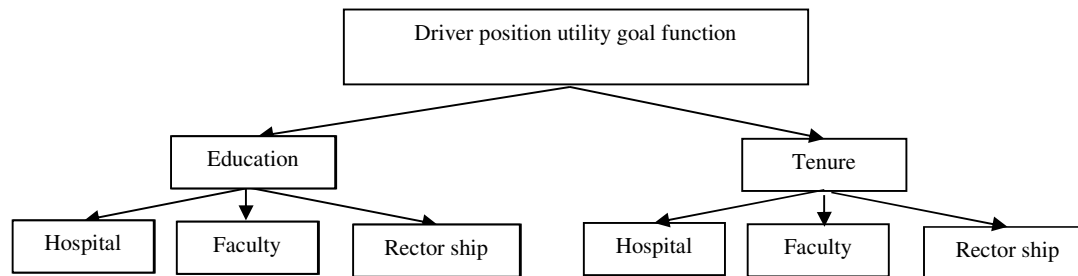 Driver position utility goal function
Education
Tenure
Hospital
Faculty
Rector ship
Hospital
Faculty
Rector ship